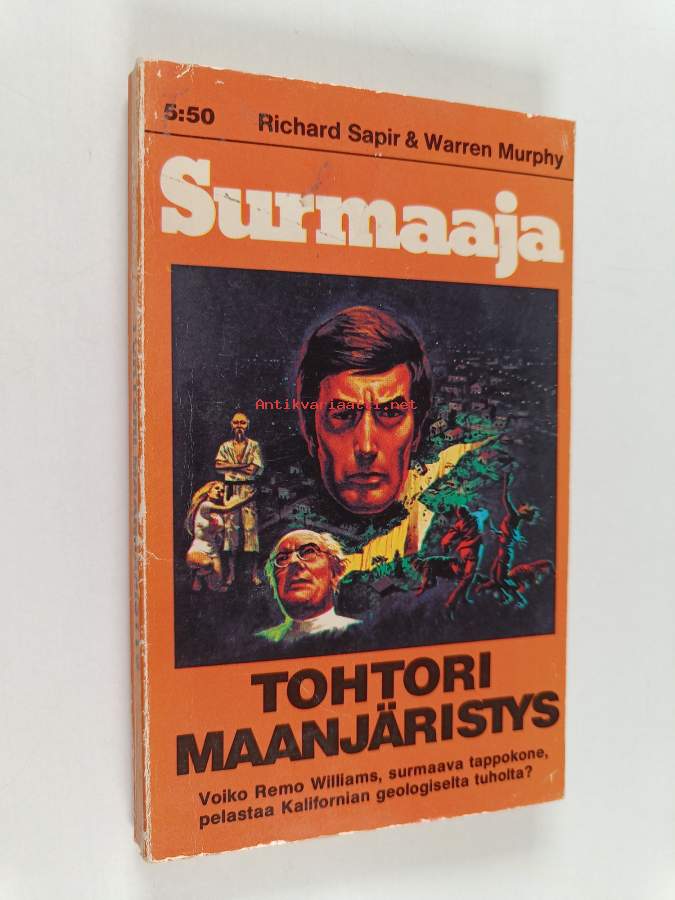 5:50 Richard Sapir & Warren Murphy
Surmaaja
Antikvariaatti.net
TOHTORI
MAANJÄRISTYS
Voiko Remo Williams, surmaava tappokone,
pelastaa Kalifornian geologiselta tuholta?